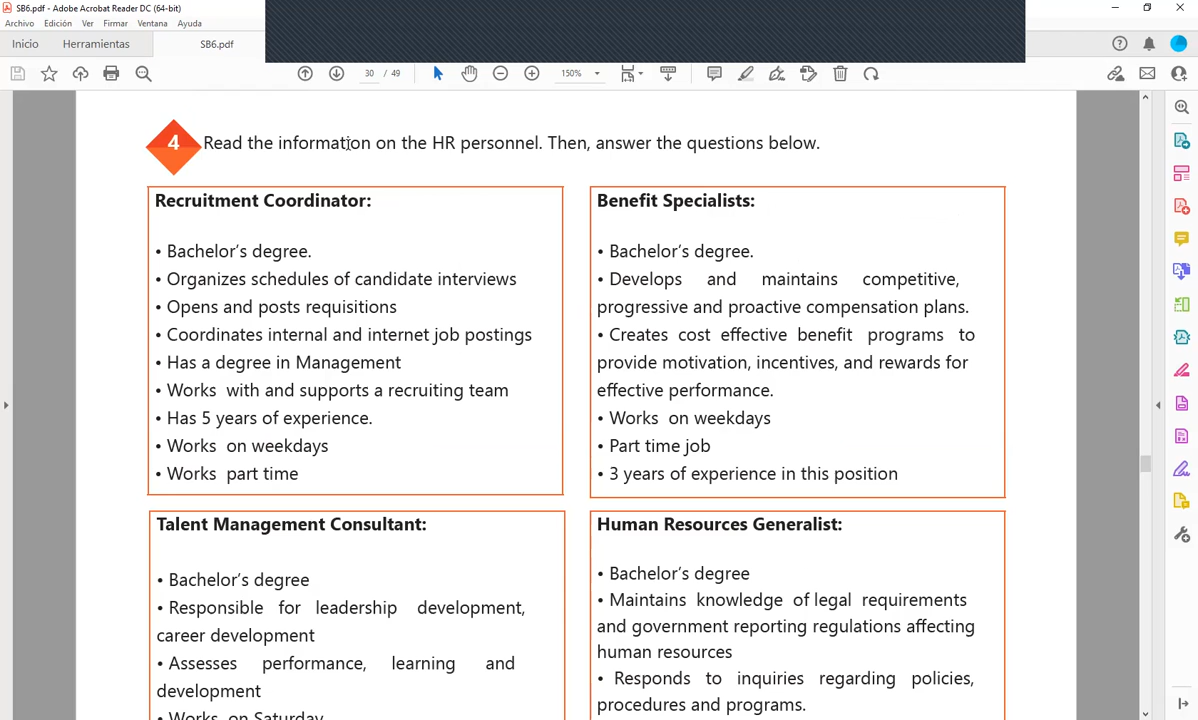 SB6.pdf - Adobe Acrobat Reader DC (64-bit)
Archivo Edición Ver Firmar Ventana Ayuda
Inicio Herramientas SB6.pdf
30 / 49 150%
4 Read the information on the HR personnel. Then, answer the questions below.
Recruitment Coordinator:
• Bachelor's degree.
• Organizes schedules of candidate interviews
• Opens and posts requisitions
• Coordinates internal and internet job postings
• Has a degree in Management
• Works with and supports a recruiting team
• Has 5 years of experience.
• Works on weekdays
• Works part time
Benefit Specialists:
• Bachelor's degree.
• Develops and maintains competitive,
progressive and proactive compensation plans.
• Creates cost effective benefit programs to
provide motivation, incentives, and rewards for
effective performance.
• Works on weekdays
• Part time job
• 3 years of experience in this position
Talent Management Consultant:
• Bachelor's degree
• Responsible for leadership development,
career development
• Assesses performance, learning and
development
• Works on Saturday
Human Resources Generalist:
• Bachelor's degree
• Maintains knowledge of legal requirements
and government reporting regulations affecting
human resources
• Responds to inquiries regarding policies,
procedures and programs.